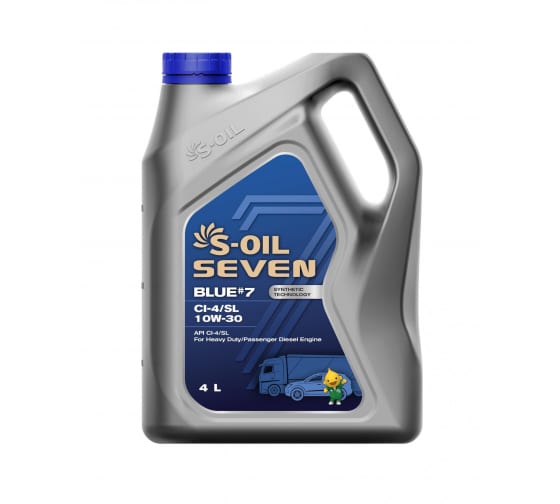 S-OIL
S-OIL
SEVEN
BLUE#7
SYNTHETIC
TECHNOLOGY
CI-4/SL
10W-30
API CI-4/SL
For Heavy Duty/Passenger Diesel Engine
4 L